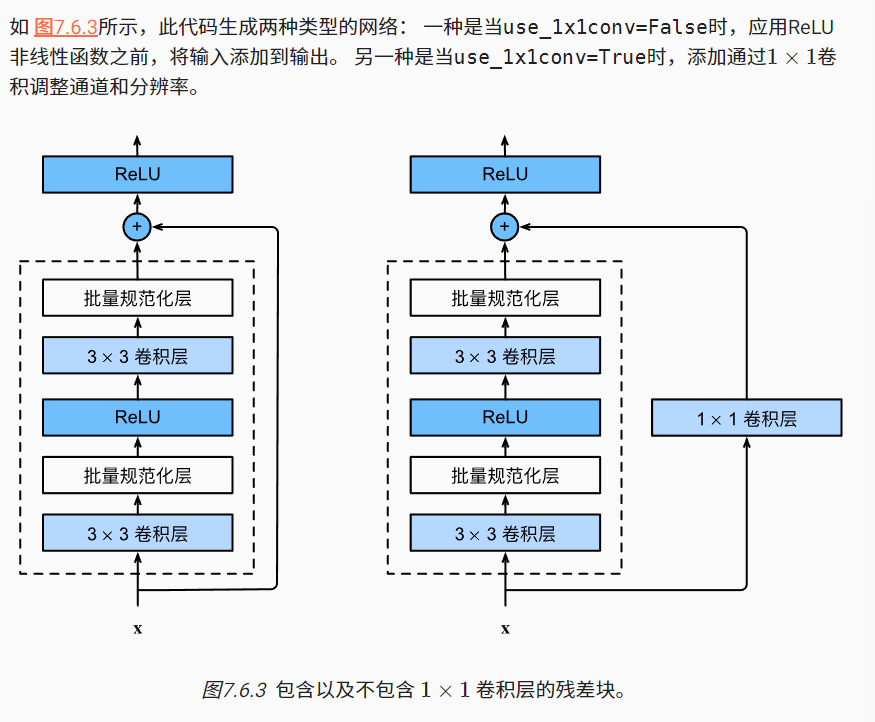 如 图7.6.3所示，此代码生成两种类型的网络： 一种是当use_1x1conv=False时，应用ReLU
非线性函数之前，将输入添加到输出。 另一种是当use_1x1conv=True时，添加通过1 × 1卷
积调整通道和分辨率。
ReLU
+
批量规范化层
3 × 3 卷积层
ReLU
批量规范化层
3 × 3 卷积层
x
ReLU
+
批量规范化层
3 × 3 卷积层
ReLU
批量规范化层
3 × 3 卷积层
1 × 1 卷积层
x
图7.6.3 包含以及不包含 1 × 1 卷积层的残差块。